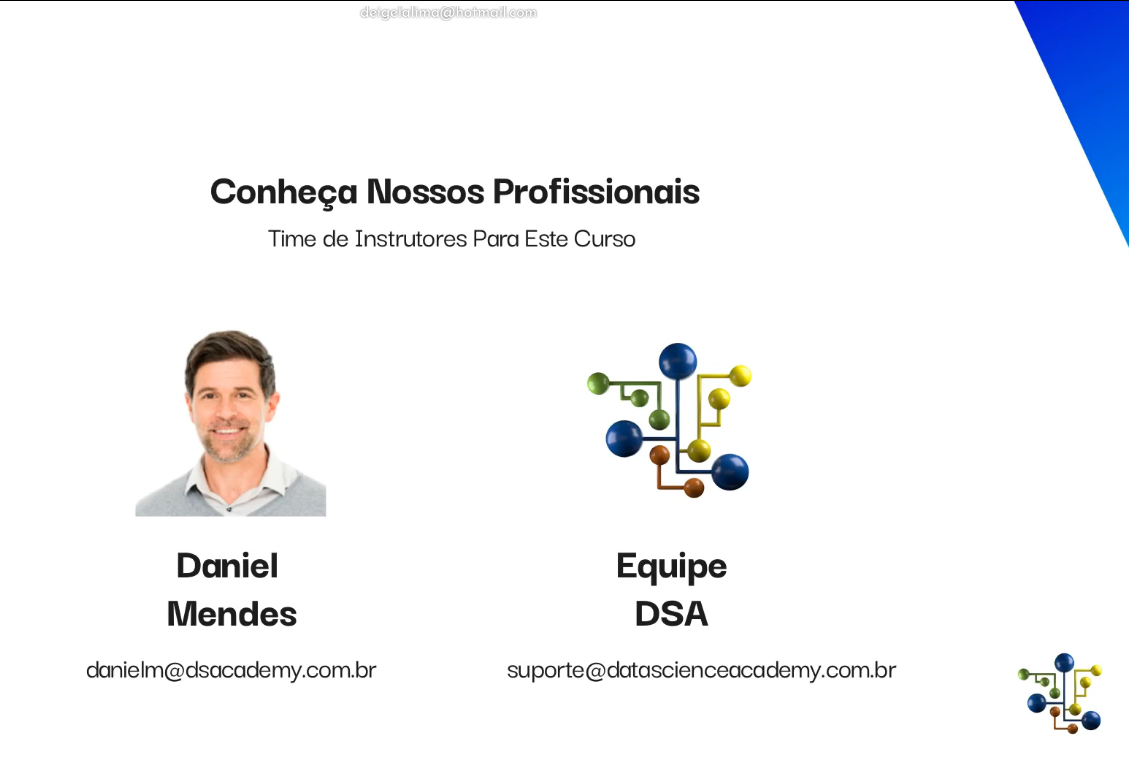 deigelalima@hotmail.com
Conheça Nossos Profissionais
Time de Instrutores Para Este Curso
Daniel
Mendes
danielm@dsacademy.com.br
Equipe
DSA
suporte@datascienceacademy.com.br